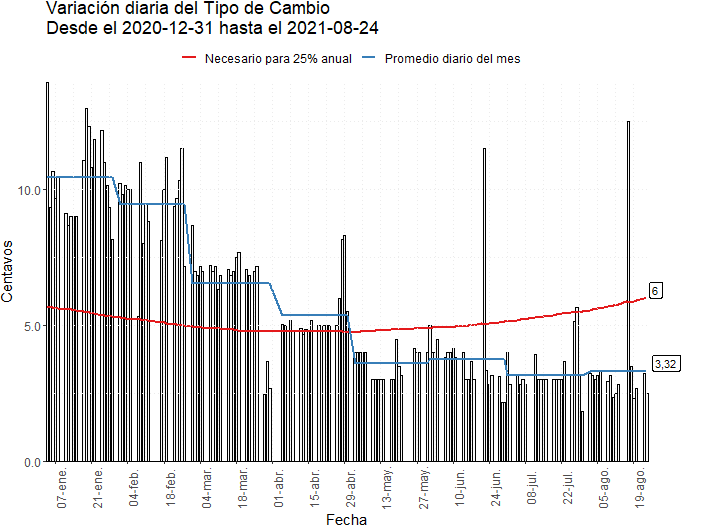 Variación diaria del Tipo de Cambio
Desde el 2020-12-31 hasta el 2021-08-24
Necesario para 25% anual
Promedio diario del mes
Centavos
10.0
5.0
0.0
6
3,32
07-ene.
21-ene.
04-feb.
18-feb.
04-mar.
18-mar.
01-abr.
15-abr.
29-abr.
13-may.
27-may.
10-jun.
24-jun.
08-jul.
22-jul.
05-ago.
19-ago.
Fecha